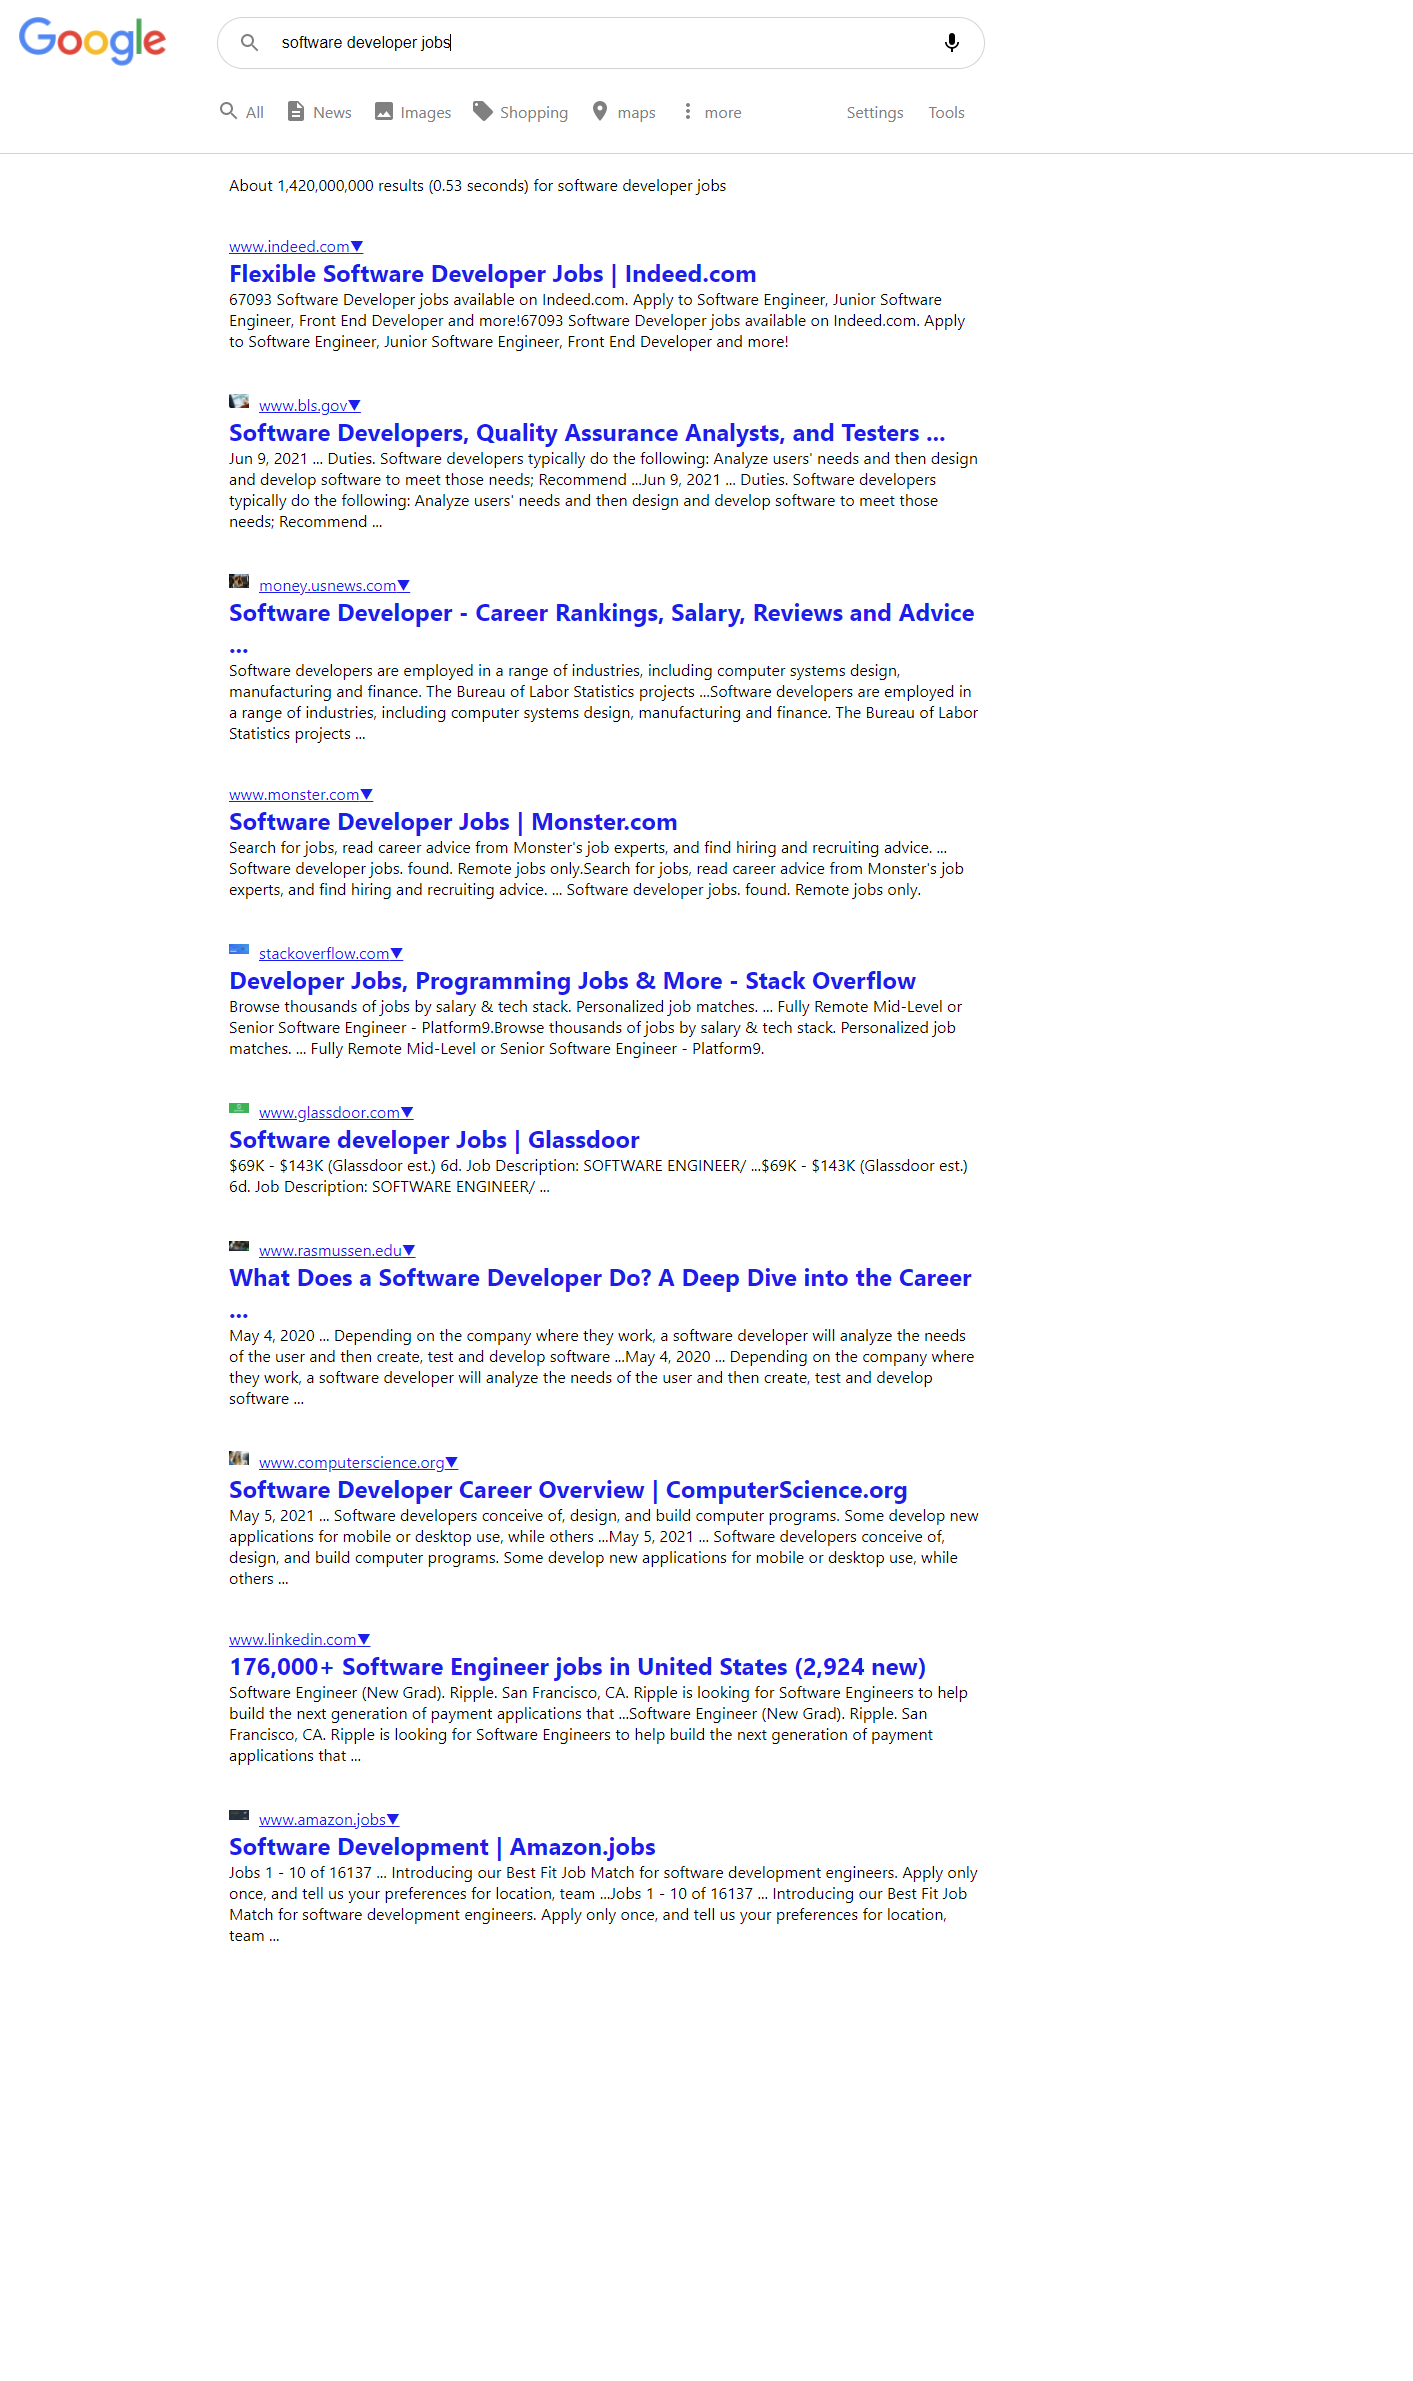 Google
software developer jobs
All News Images Shopping maps more Settings Tools
About 1,420,000,000 results (0.53 seconds) for software developer jobs
www.indeed.com▼
Flexible Software Developer Jobs | Indeed.com
67093 Software Developer jobs available on Indeed.com. Apply to Software Engineer, Junior Software
Engineer, Front End Developer and more!67093 Software Developer jobs available on Indeed.com. Apply
to Software Engineer, Junior Software Engineer, Front End Developer and more!
www.bls.gov▼
Software Developers, Quality Assurance Analysts, and Testers ...
Jun 9, 2021 ... Duties. Software developers typically do the following: Analyze users' needs and then design
and develop software to meet those needs; Recommend ...Jun 9, 2021 ... Duties. Software developers
typically do the following: Analyze users' needs and then design and develop software to meet those
needs; Recommend ...
money.usnews.com▼
Software Developer - Career Rankings, Salary, Reviews and Advice
...
Software developers are employed in a range of industries, including computer systems design,
manufacturing and finance. The Bureau of Labor Statistics projects ...Software developers are employed in
a range of industries, including computer systems design, manufacturing and finance. The Bureau of Labor
Statistics projects ...
www.monster.com▼
Software Developer Jobs | Monster.com
Search for jobs, read career advice from Monster's job experts, and find hiring and recruiting advice. ...
Software developer jobs. found. Remote jobs only.Search for jobs, read career advice from Monster's job
experts, and find hiring and recruiting advice. ... Software developer jobs. found. Remote jobs only.
stackoverflow.com▼
Developer Jobs, Programming Jobs & More - Stack Overflow
Browse thousands of jobs by salary & tech stack. Personalized job matches. ... Fully Remote Mid-Level or
Senior Software Engineer - Platform9.Browse thousands of jobs by salary & tech stack. Personalized job
matches. ... Fully Remote Mid-Level or Senior Software Engineer - Platform9.
www.glassdoor.com▼
Software developer Jobs | Glassdoor
$69K - $143K (Glassdoor est.) 6d. Job Description: SOFTWARE ENGINEER/ ...$69K - $143K (Glassdoor est.)
6d. Job Description: SOFTWARE ENGINEER/ ...
www.rasmussen.edu▼
What Does a Software Developer Do? A Deep Dive into the Career
...
May 4, 2020 ... Depending on the company where they work, a software developer will analyze the needs
of the user and then create, test and develop software ...May 4, 2020 ... Depending on the company where
they work, a software developer will analyze the needs of the user and then create, test and develop
software ...
www.computerscience.org▼
Software Developer Career Overview | ComputerScience.org
May 5, 2021 ... Software developers conceive of, design, and build computer programs. Some develop new
applications for mobile or desktop use, while others ...May 5, 2021 ... Software developers conceive of,
design, and build computer programs. Some develop new applications for mobile or desktop use, while
others ...
www.linkedin.com▼
176,000+ Software Engineer jobs in United States (2,924 new)
Software Engineer (New Grad). Ripple. San Francisco, CA. Ripple is looking for Software Engineers to help
build the next generation of payment applications that ...Software Engineer (New Grad). Ripple. San
Francisco, CA. Ripple is looking for Software Engineers to help build the next generation of payment
applications that ...
www.amazon.jobs▼
Software Development | Amazon.jobs
Jobs 1 - 10 of 16137 ... Introducing our Best Fit Job Match for software development engineers. Apply only
once, and tell us your preferences for location, team ...Jobs 1 - 10 of 16137 ... Introducing our Best Fit Job
Match for software development engineers. Apply only once, and tell us your preferences for location,
team ...